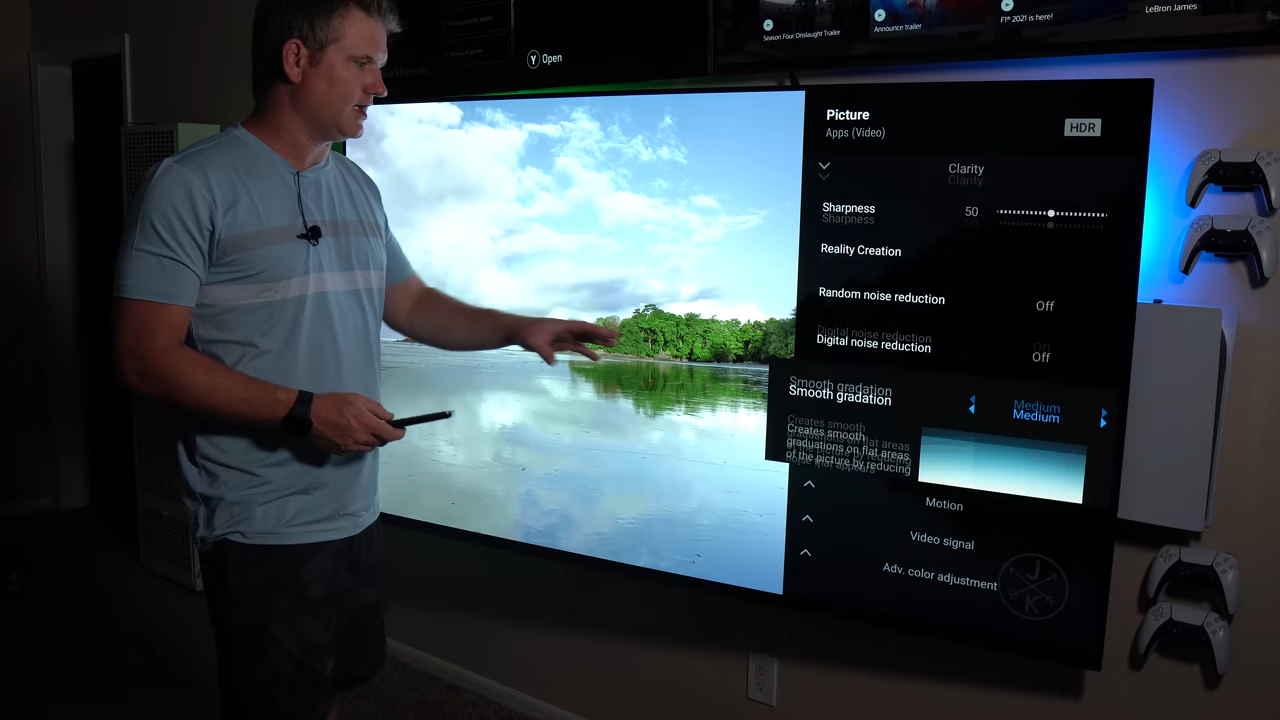 Season Four Onslaught Trailer
Announce trailer
F1® 2021 is here!
LeBron James
Y Open
Picture
Apps (Video)
HDR
Clarity
Sharpness 50
Reality Creation
Random noise reduction Off
Digital noise reduction Off
Smooth gradation Medium
Creates smooth
graduations on flat areas
of the picture by reducing
Motion
Video signal
Adv. color adjustment
J
K